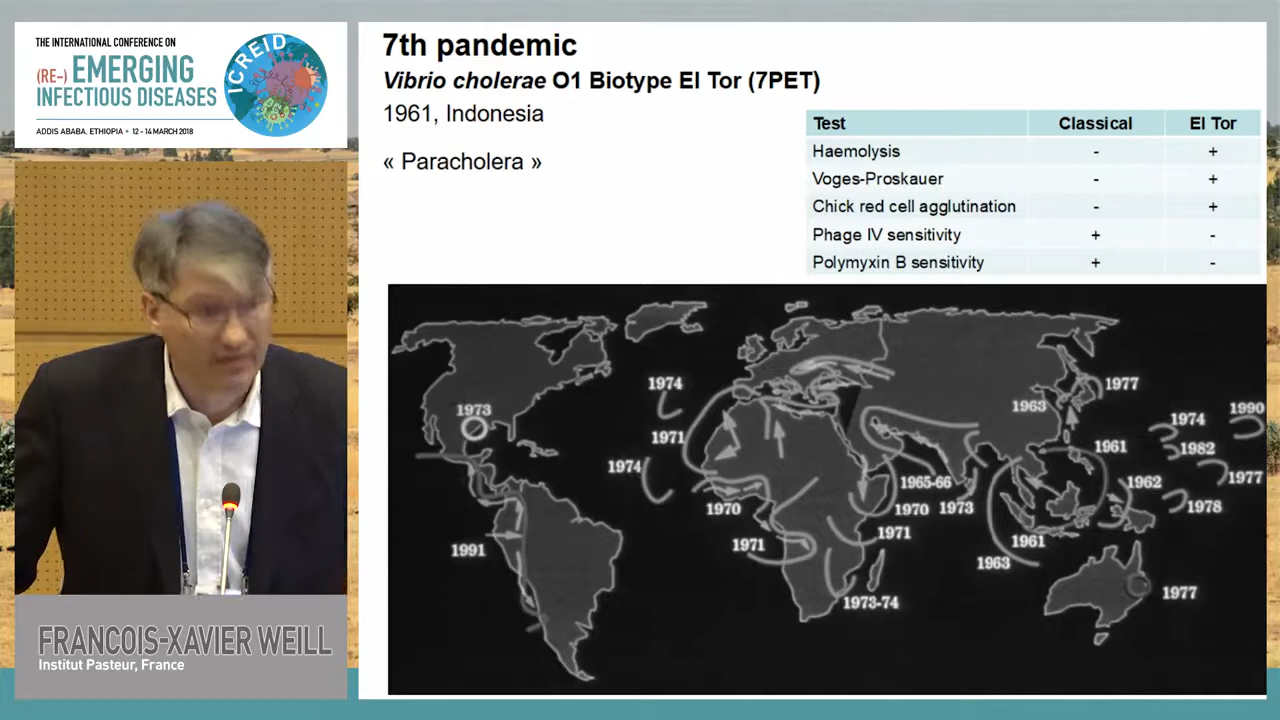 THE INTERNATIONAL CONFERENCE ON
(RE-) EMERGING
INFECTIOUS DISEASES
ADDIS ABABA, ETHIOPIA • 12 - 14 MARCH 2018
ICREID
FRANCOIS-XAVIER WEILL
Institut Pasteur, France
7th pandemic
Vibrio cholerae O1 Biotype El Tor (7PET)
1961, Indonesia
« Paracholera »
Test Classical El Tor
Haemolysis - +
Voges-Proskauer - +
Chick red cell agglutination - +
Phage IV sensitivity + -
Polymyxin B sensitivity + -
1974
1977
1973
1963
1990
1974
1971
1961
1982
1974
1965-66
1962
1977
1970
1970
1973
1978
1971
1971
1961
1991
1963
1973-74
1977